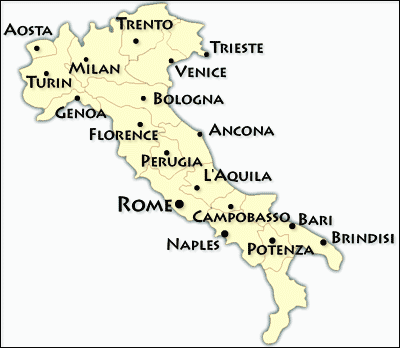 Aosta
Trento
Trieste
Milan
Venice
Turin
Bologna
Genoa
Florence
Ancona
Perugia
L'Aquila
Rome
Campobasso
Bari
Naples
Potenza
Brindisi